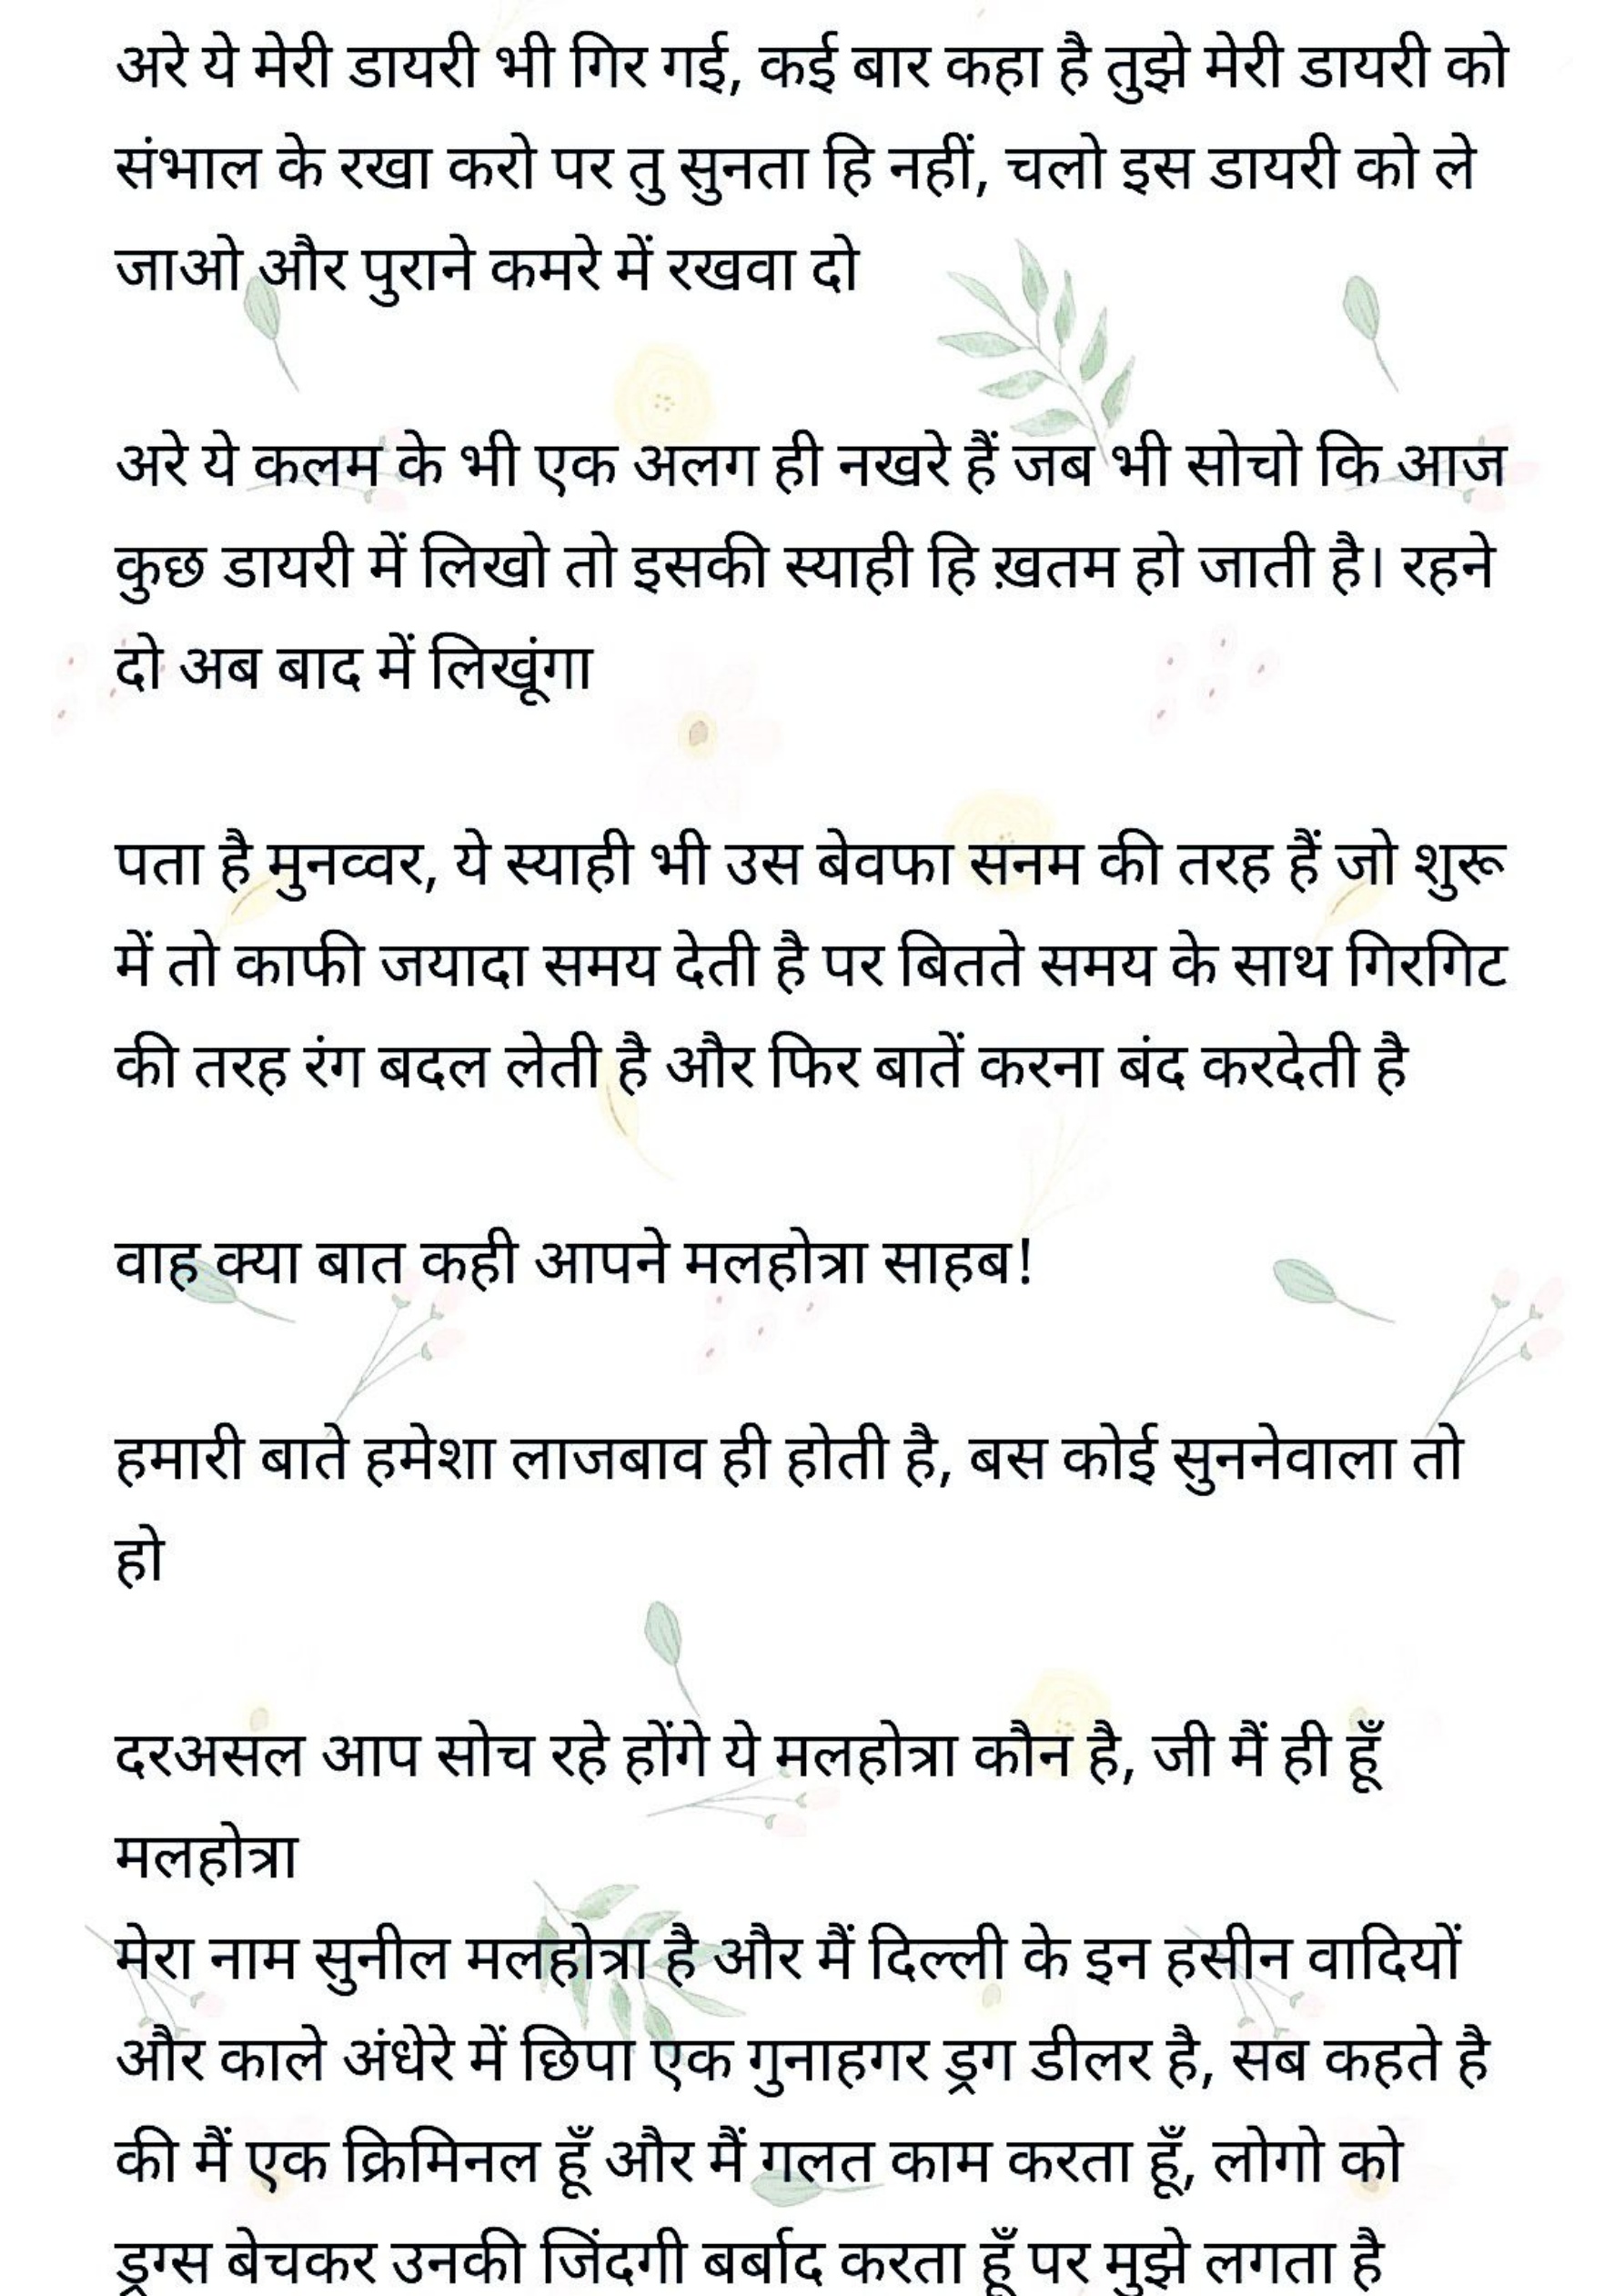 अरे ये मेरी डायरी भी गिर गई, कई बार कहा है तुझे मेरी डायरी को
संभाल के रखा करो पर तु सुनता हि नहीं, चलो इस डायरी को ले
जाओ और पुराने कमरे में रखवा दो
अरे ये कलम के भी एक अलग ही नखरे हैं जब भी सोचो कि आज
कुछ डायरी में लिखो तो इसकी स्याही हि ख़तम हो जाती है। रहने
दो अब बाद में लिखूंगा
पता है मुनव्वर, ये स्याही भी उस बेवफा सनम की तरह हैं जो शुरू
में तो काफी जयादा समय देती है पर बितते समय के साथ गिरगिट
की तरह रंग बदल लेती है और फिर बातें करना बंद करदेती है
वाह क्या बात कही आपने मलहोत्रा साहब!
हमारी बाते हमेशा लाजबाव ही होती है, बस कोई सुननेवाला तो
हो
दरअसल आप सोच रहे होंगे ये मलहोत्रा कौन है, जी मैं ही हूँ
मलहोत्रा
मेरा नाम सुनील मलहोत्रा है और मैं दिल्ली के इन हसीन वादियों
और काले अंधेरे में छिपा एक गुनाहगर ड्रग डीलर है, सब कहते है
की मैं एक क्रिमिनल हूँ और मैं गलत काम करता हूँ, लोगो को
ड्रग्स बेचकर उनकी जिंदगी बर्बाद करता हूँ पर मुझे लगता है